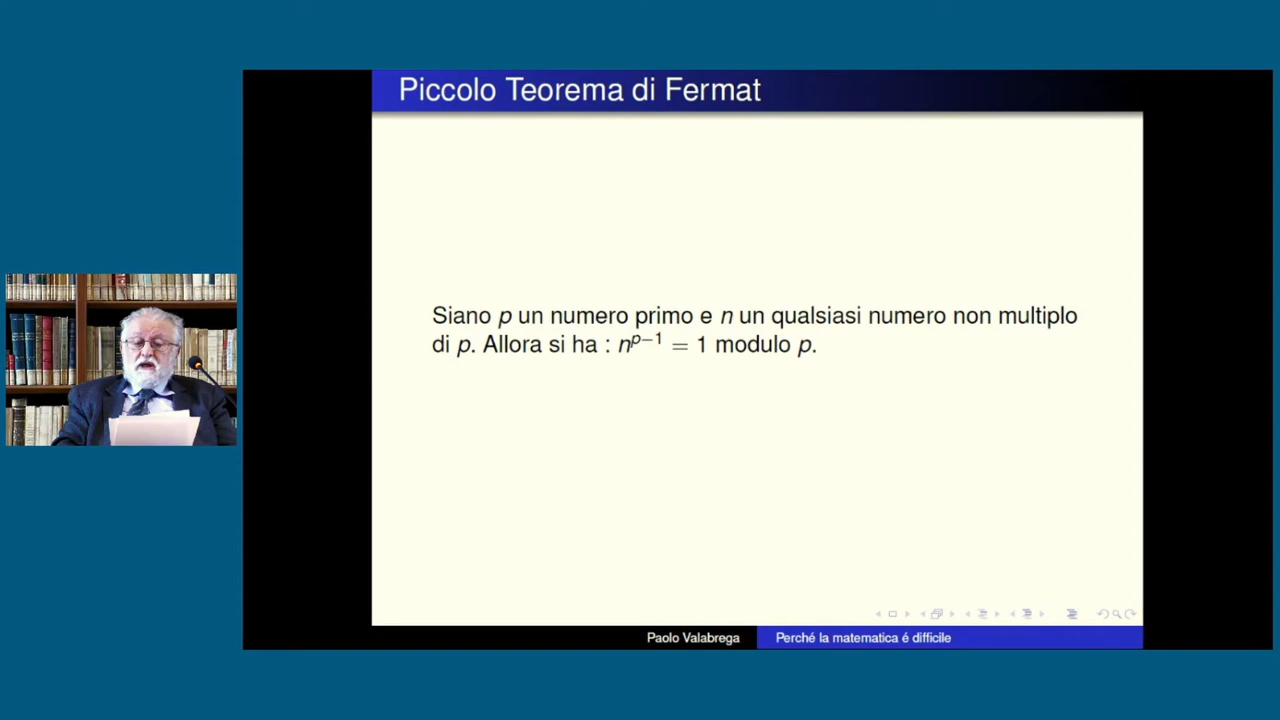 Piccolo Teorema di Fermat
Siano p un numero primo e n un qualsiasi numero non multiplo
di p. Allora si ha : n^{p−1} = 1 modulo p.
Paolo Valabrega
Perché la matematica é difficile